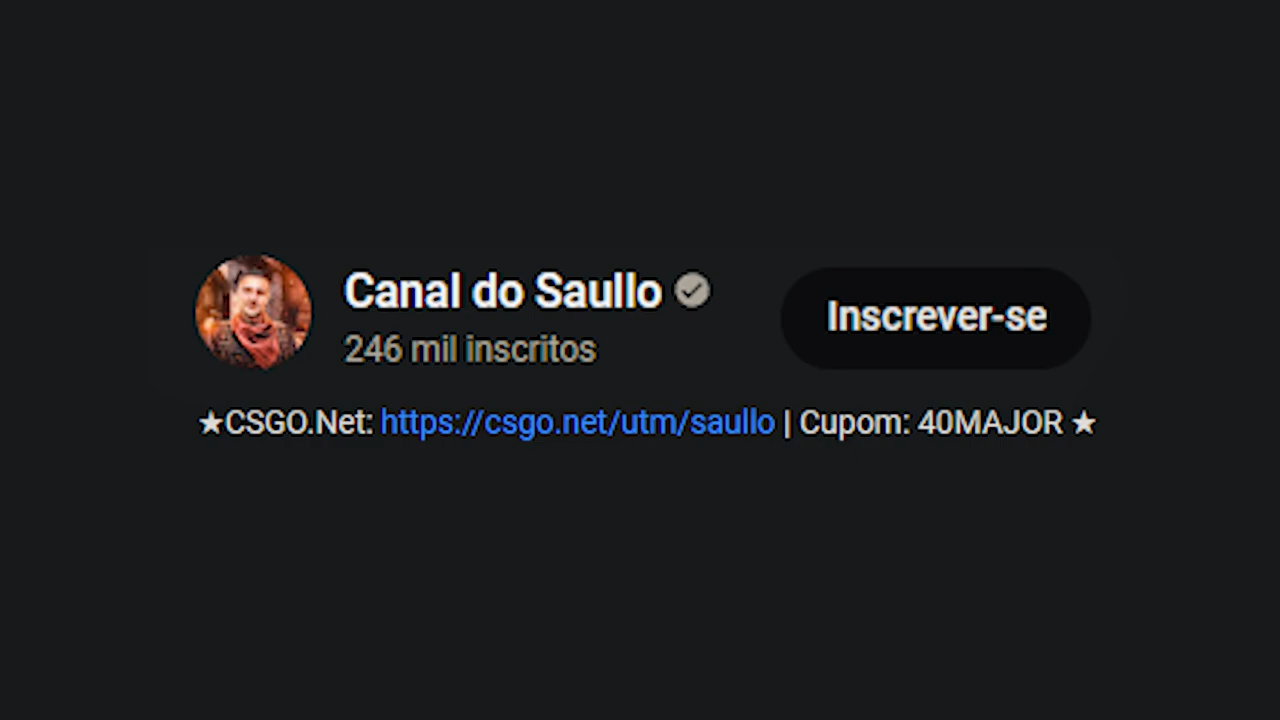 Canal do Saullo
Inscrever-se
246 mil inscritos
★CSGO.Net: https://csgo.net/utm/saullo | Cupom: 40MAJOR ★